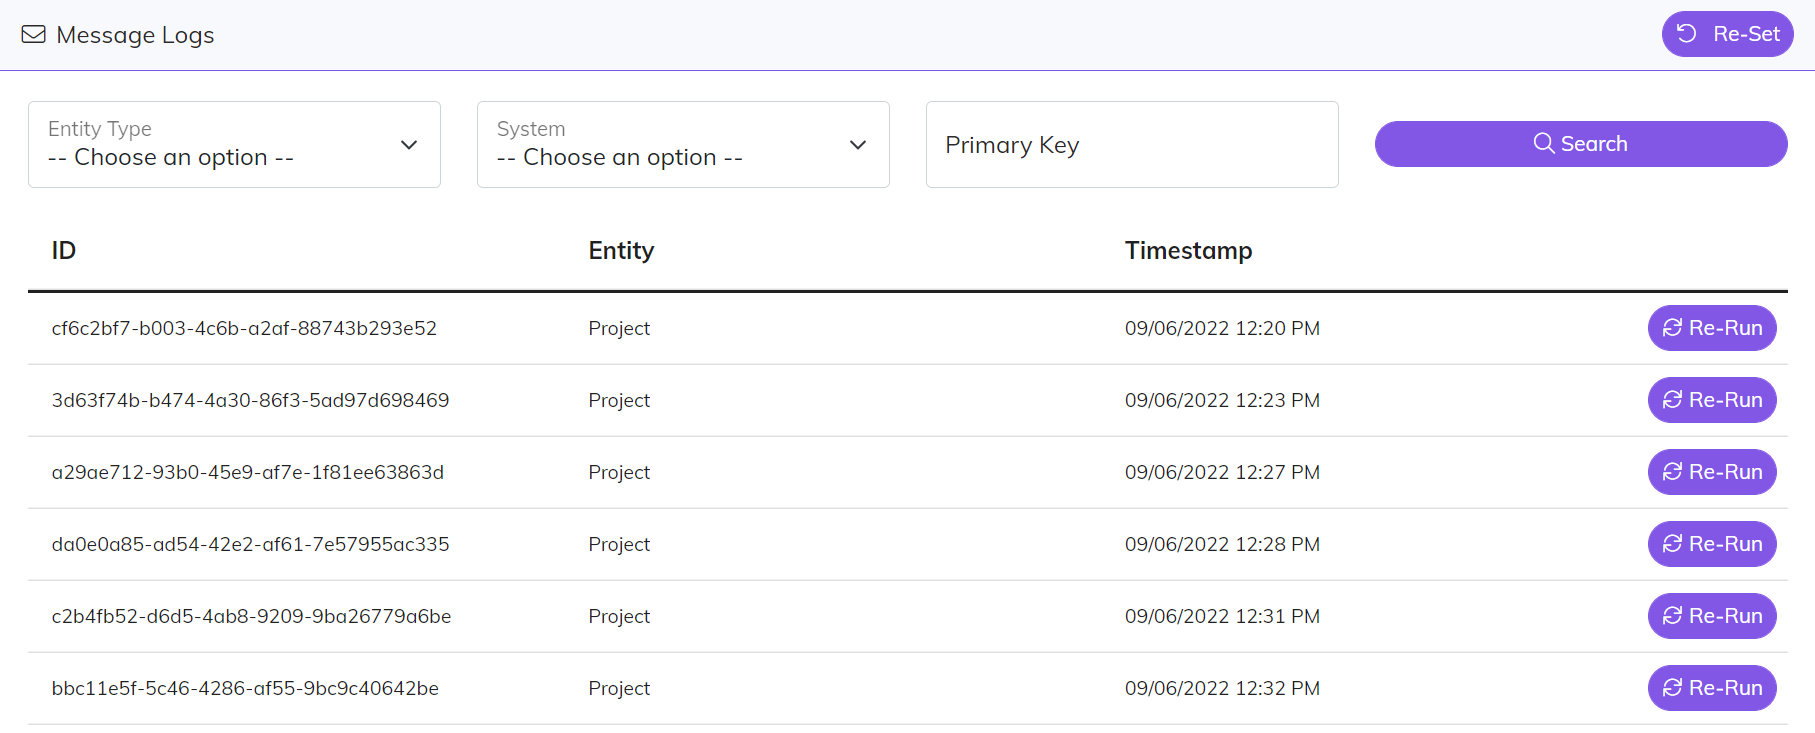 Message Logs Re-Set
Entity Type
-- Choose an option --
System
-- Choose an option --
Primary Key
Search
ID Entity Timestamp
cf6c2bf7-b003-4c6b-a2af-88743b293e52 Project 09/06/2022 12:20 PM Re-Run
3d63f74b-b474-4a30-86f3-5ad97d698469 Project 09/06/2022 12:23 PM Re-Run
a29ae712-93b0-45e9-af7e-1f81ee63863d Project 09/06/2022 12:27 PM Re-Run
da0e0a85-ad54-42e2-af61-7e57955ac335 Project 09/06/2022 12:28 PM Re-Run
c2b4fb52-d6d5-4ab8-9209-9ba26779a6be Project 09/06/2022 12:31 PM Re-Run
bbc11e5f-5c46-4286-af55-9bc9c40642be Project 09/06/2022 12:32 PM Re-Run